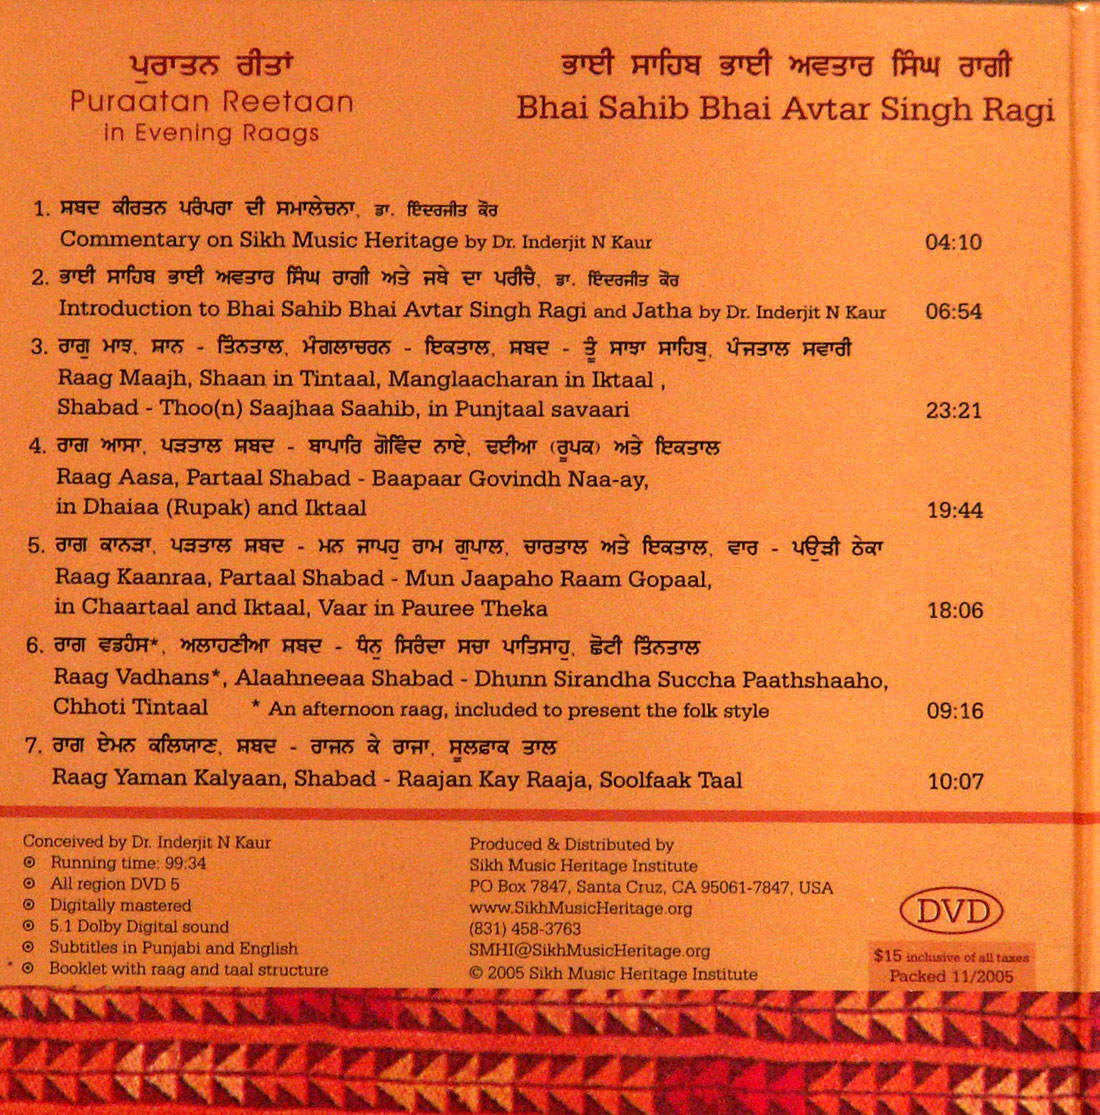 ਪੁਰਾਤਨ ਰੀਤਾਂ
Puraatan Reetaan
in Evening Raags
ਭਾਈ ਸਾਹਿਬ ਭਾਈ ਅਵਤਾਰ ਸਿੰਘ ਰਾਗੀ
Bhai Sahib Bhai Avtar Singh Ragi
1. ਸ਼ਬਦ ਕੀਰਤਨ ਪਰੰਪਰਾ ਦੀ ਸਮਾਲੋਚਨਾ, ਡਾ. ਇੰਦਰਜੀਤ ਕੌਰ
Commentary on Sikh Music Heritage by Dr. Inderjit N Kaur 04:10
2. ਭਾਈ ਸਾਹਿਬ ਭਾਈ ਅਵਤਾਰ ਸਿੰਘ ਰਾਗੀ ਅਤੇ ਜਥੇ ਦਾ ਪਰੀਚੈ, ਡਾ. ਇੰਦਰਜੀਤ ਕੌਰ
Introduction to Bhai Sahib Bhai Avtar Singh Ragi and Jatha by Dr. Inderjit N Kaur 06:54
3. ਰਾਗੁ ਮਾਝ, ਸ਼ਾਨ - ਤਿੰਨਤਾਲ, ਮੰਗਲਾਚਰਨ - ਇਕਤਾਲ, ਸ਼ਬਦ - ਤੂੰ ਸਾਝਾ ਸਾਹਿਬੁ, ਪੰਜਤਾਲ ਸਵਾਰੀ
Raag Maajh, Shaan in Tintaal, Manglaacharan in Iktaal ,
Shabad - Thoo(n) Saajhaa Saahib, in Punjtaal savaari 23:21
4. ਰਾਗ ਆਸਾ, ਪੜਤਾਲ ਸ਼ਬਦ - ਬਾਪਾਰਿ ਗੋਵਿੰਦ ਨਾਏ, ਢਈਆ (ਰੂਪਕ) ਅਤੇ ਇਕਤਾਲ
Raag Aasa, Partaal Shabad - Baapaar Govindh Naa-ay,
in Dhaiaa (Rupak) and Iktaal 19:44
5. ਰਾਗ ਕਾਨੜਾ, ਪੜਤਾਲ ਸ਼ਬਦ - ਮਨ ਜਾਪਹੁ ਰਾਮ ਗੁਪਾਲ, ਚਾਰਤਾਲ ਅਤੇ ਇਕਤਾਲ, ਵਾਰ - ਪਉੜੀ ਠੇਕਾ
Raag Kaanraa, Partaal Shabad - Mun Jaapaho Raam Gopaal,
in Chaartaal and Iktaal, Vaar in Pauree Theka 18:06
6. ਰਾਗ ਵਡਹੰਸ*, ਅਲਾਹਣੀਆ ਸ਼ਬਦ - ਧੰਨੁ ਸਿਰੰਦਾ ਸਚਾ ਪਾਤਿਸਾਹੁ, ਛੋਟੀ ਤਿੰਨਤਾਲ
Raag Vadhans*, Alaahneeaa Shabad - Dhunn Sirandha Succha Paathshaaho,
Chhoti Tintaal * An afternoon raag, included to present the folk style 09:16
7. ਰਾਗ ਏਮਨ ਕਲਿਯਾਣ, ਸ਼ਬਦ - ਰਾਜਨ ਕੇ ਰਾਜਾ, ਸੂਲਫ਼ਾਕ ਤਾਲ
Raag Yaman Kalyaan, Shabad - Raajan Kay Raaja, Soolfaak Taal 10:07
Conceived by Dr. Inderjit N Kaur
Running time: 99:34
All region DVD 5
Digitally mastered
5.1 Dolby Digital sound
Subtitles in Punjabi and English
Booklet with raag and taal structure
Produced & Distributed by
Sikh Music Heritage Institute
PO Box 7847, Santa Cruz, CA 95061-7847, USA
www.SikhMusicHeritage.org
(831) 458-3763
SMHI@SikhMusicHeritage.org
© 2005 Sikh Music Heritage Institute
DVD
$15 inclusive of all taxes
Packed 11/2005